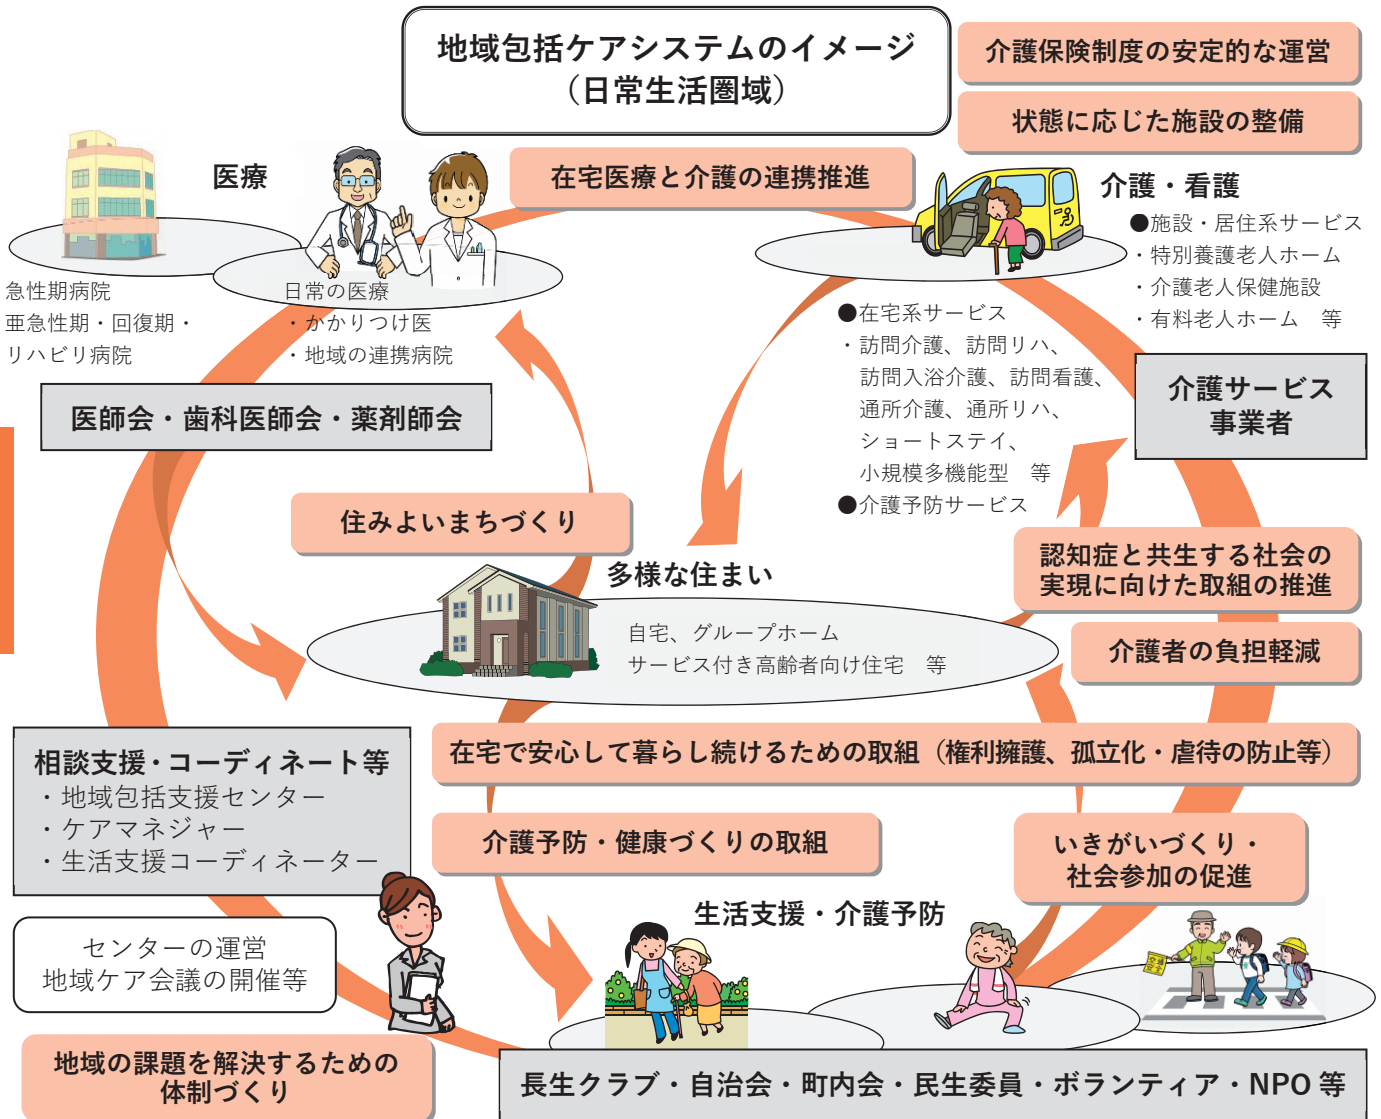 地域包括ケアシステムのイメージ
（日常生活圏域）
介護保険制度の安定的な運営
状態に応じた施設の整備
医療
在宅医療と介護の連携推進
介護・看護
●施設・居住系サービス
・特別養護老人ホーム
・介護老人保健施設
・有料老人ホーム　等
急性期病院
亜急性期・回復期・
リハビリ病院
日常の医療
・かかりつけ医
・地域の連携病院
●在宅系サービス
・訪問介護、訪問リハ、
訪問入浴介護、訪問看護、
通所介護、通所リハ、
ショートステイ、
小規模多機能型　等
●介護予防サービス
医師会・歯科医師会・薬剤師会
介護サービス
事業者
住みよいまちづくり
認知症と共生する社会の
実現に向けた取組の推進
多様な住まい
自宅、グループホーム
サービス付き高齢者向け住宅　等
介護者の負担軽減
在宅で安心して暮らし続けるための取組（権利擁護、孤立化・虐待の防止等）
相談支援・コーディネート等
・地域包括支援センター
・ケアマネジャー
・生活支援コーディネーター
介護予防・健康づくりの取組
いきがいづくり・
社会参加の促進
生活支援・介護予防
センターの運営
地域ケア会議の開催等
地域の課題を解決するための
体制づくり
長生クラブ・自治会・町内会・民生委員・ボランティア・NPO 等